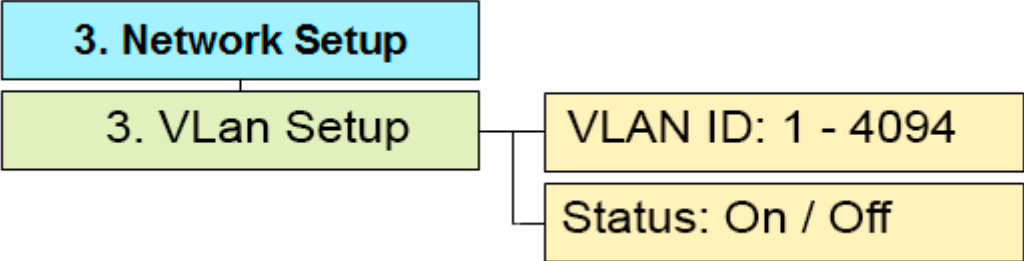 3. Network Setup
3. VLan Setup
VLAN ID: 1 - 4094
Status: On / Off